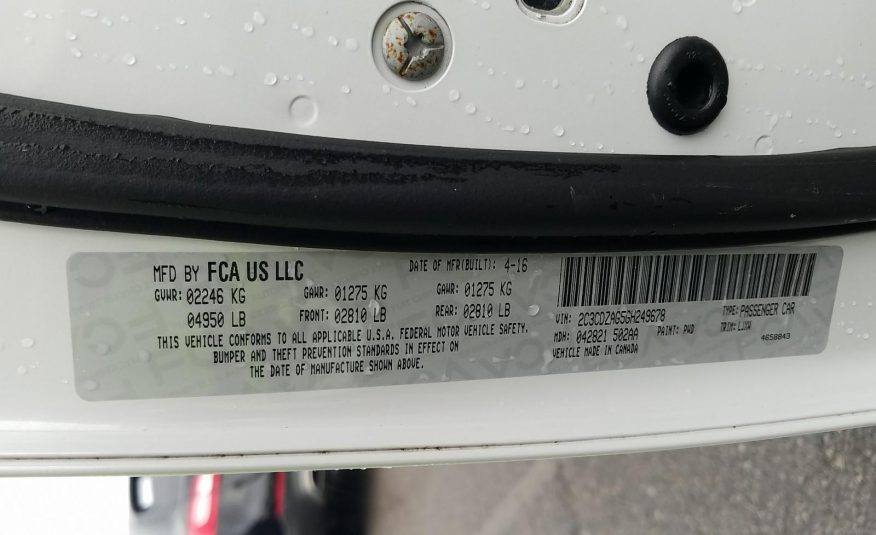 MFD BY FCA US LLC DATE OF MFR(BUILT): 4-16
GVWR: 02246 KG GAWR: 01275 KG GAWR: 01275 KG
04950 LB FRONT: 02810 LB REAR: 02810 LB
THIS VEHICLE CONFORMS TO ALL APPLICABLE U.S.A. FEDERAL MOTOR VEHICLE SAFETY,
BUMPER AND THEFT PREVENTION STANDARDS IN EFFECT ON
THE DATE OF MANUFACTURE SHOWN ABOVE.
VIN: 2C3CDZAG5GH249678 TYPE: PASSENGER CAR
MDH: 042821 502AA PAINT: PWD TRIM:
VEHICLE MADE IN CANADA 4658843